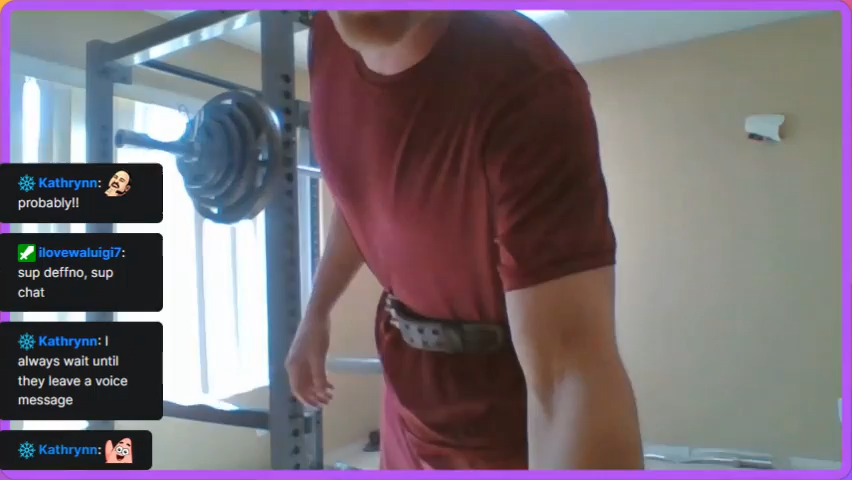 Kathrynn:
probably!!
ilovewaluigi7:
sup deffno, sup
chat
Kathrynn: I
always wait until
they leave a voice
message
Kathrynn: